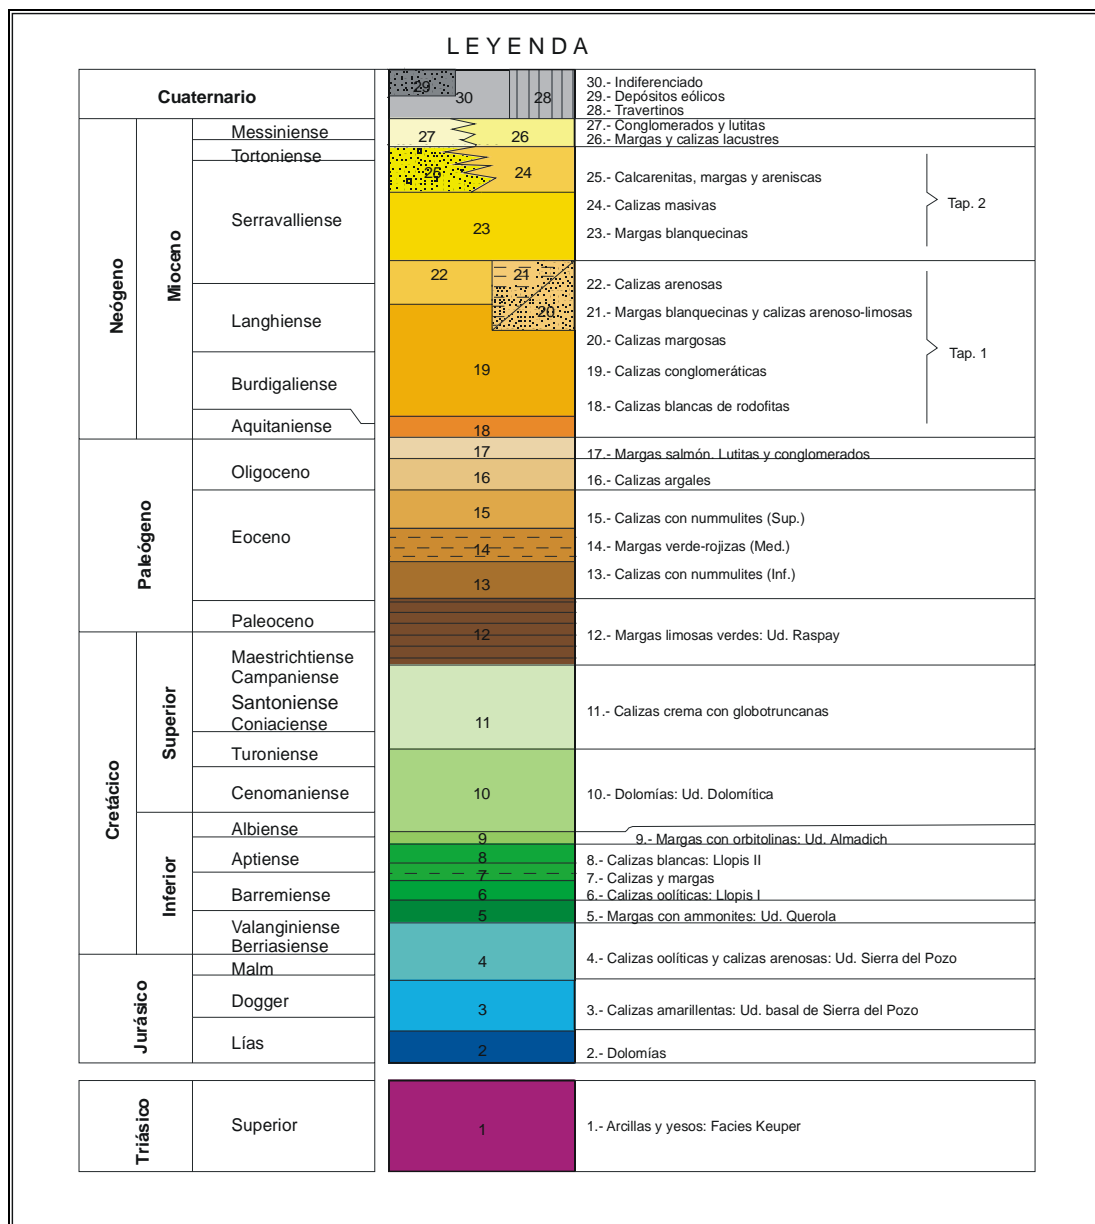 LEYENDA
Cuaternario
Neógeno
Mioceno
Messiniense
Tortoniense
Serravalliense
Langhiense
Burdigaliense
Aquitaniense
Paleógeno
Oligoceno
Eoceno
Paleoceno
Cretácico
Superior
Maestrichtiense
Campaniense
Santoniense
Coniaciense
Turoniense
Cenomaniense
Inferior
Albiense
Aptiense
Barremiense
Valanginiense
Berriasiense
Jurásico
Malm
Dogger
Lías
Triásico
Superior
29
30
28
27
26
26
24
23
22
21
20
19
18
17
16
15
14
13
12
11
10
9
8
7
6
5
4
3
2
1
30.- Indiferenciado
29.- Depósitos eólicos
28.- Travertinos
27.- Conglomerados y lutitas
26.- Margas y calizas lacustres
25.- Calcarenitas, margas y areniscas
24.- Calizas masivas
23.- Margas blanquecinas
Tap. 2
22.- Calizas arenosas
21.- Margas blanquecinas y calizas arenoso-limosas
20.- Calizas margosas
19.- Calizas conglomeráticas
18.- Calizas blancas de rodofitas
Tap. 1
17.- Margas salmón. Lutitas y conglomerados
16.- Calizas argales
15.- Calizas con nummulites (Sup.)
14.- Margas verde-rojizas (Med.)
13.- Calizas con nummulites (Inf.)
12.- Margas limosas verdes: Ud. Raspay
11.- Calizas crema con globotruncanas
10.- Dolomías: Ud. Dolomítica
9.- Margas con orbitolinas: Ud. Almadich
8.- Calizas blancas: Llopis II
7.- Calizas y margas
6.- Calizas oolíticas: Llopis I
5.- Margas con ammonites: Ud. Querola
4.- Calizas oolíticas y calizas arenosas: Ud. Sierra del Pozo
3.- Calizas amarillentas: Ud. basal de Sierra del Pozo
2.- Dolomías
1.- Arcillas y yesos: Facies Keuper